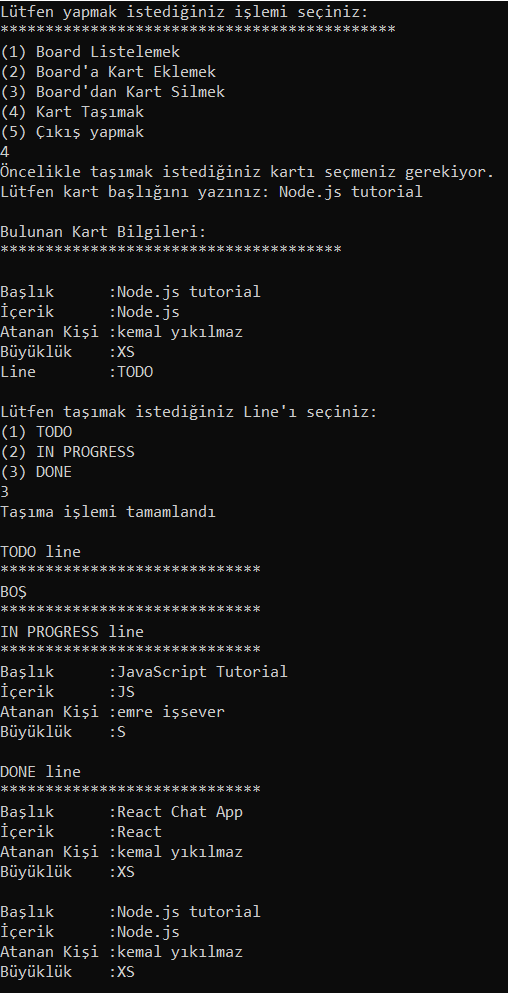 Lütfen yapmak istediğiniz işlemi seçiniz:
********************************************
(1) Board Listelemek
(2) Board'a Kart Eklemek
(3) Board'dan Kart Silmek
(4) Kart Taşımak
(5) Çıkış yapmak
4
Öncelikle taşımak istediğiniz kartı seçmeniz gerekiyor.
Lütfen kart başlığını yazınız: Node.js tutorial

Bulunan Kart Bilgileri:
**************************************

Başlık      :Node.js tutorial
İçerik      :Node.js
Atanan Kişi :kemal yıkılmaz
Büyüklük    :XS
Line        :TODO

Lütfen taşımak istediğiniz Line'ı seçiniz:
(1) TODO
(2) IN PROGRESS
(3) DONE
3
Taşıma işlemi tamamlandı

TODO line
*****************************
BOŞ
*****************************
IN PROGRESS line
*****************************
Başlık      :JavaScript Tutorial
İçerik      :JS
Atanan Kişi :emre işsever
Büyüklük    :S

DONE line
*****************************
Başlık      :React Chat App
İçerik      :React
Atanan Kişi :kemal yıkılmaz
Büyüklük    :XS

Başlık      :Node.js tutorial
İçerik      :Node.js
Atanan Kişi :kemal yıkılmaz
Büyüklük    :XS